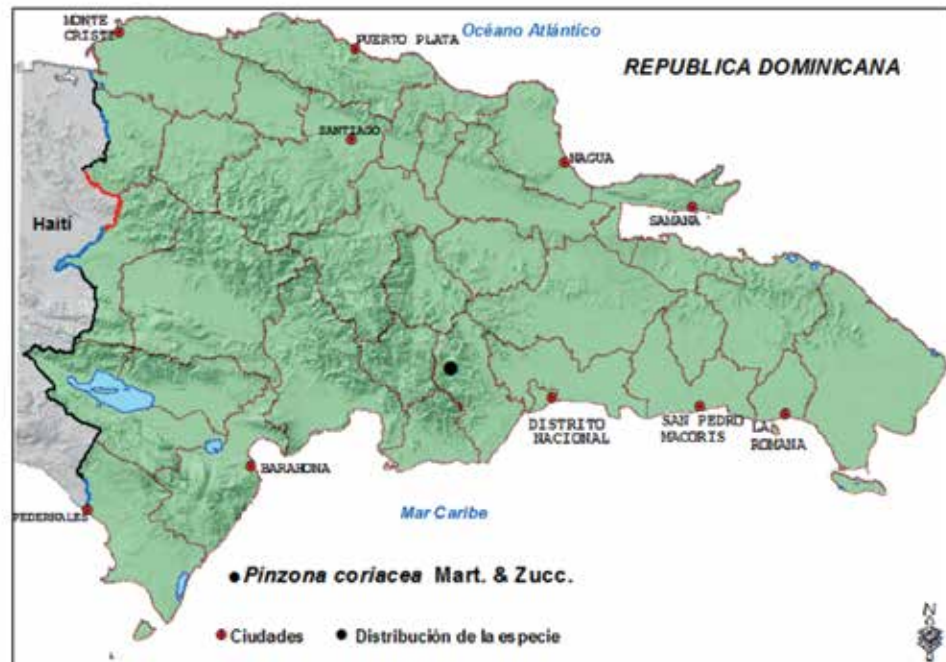 MONTE
CRISTI
PUERTO PLATA
Océano Atlántico
REPUBLICA DOMINICANA
SANTIAGO
NAGUA
SAMANA
Haití
DISTRITO
NACIONAL
SAN PEDRO
MACORIS
LA
ROMANA
BARAHONA
PEDERNALES
Mar Caribe
Pinzona coriacea Mart. & Zucc.
Ciudades
Distribución de la especie
N